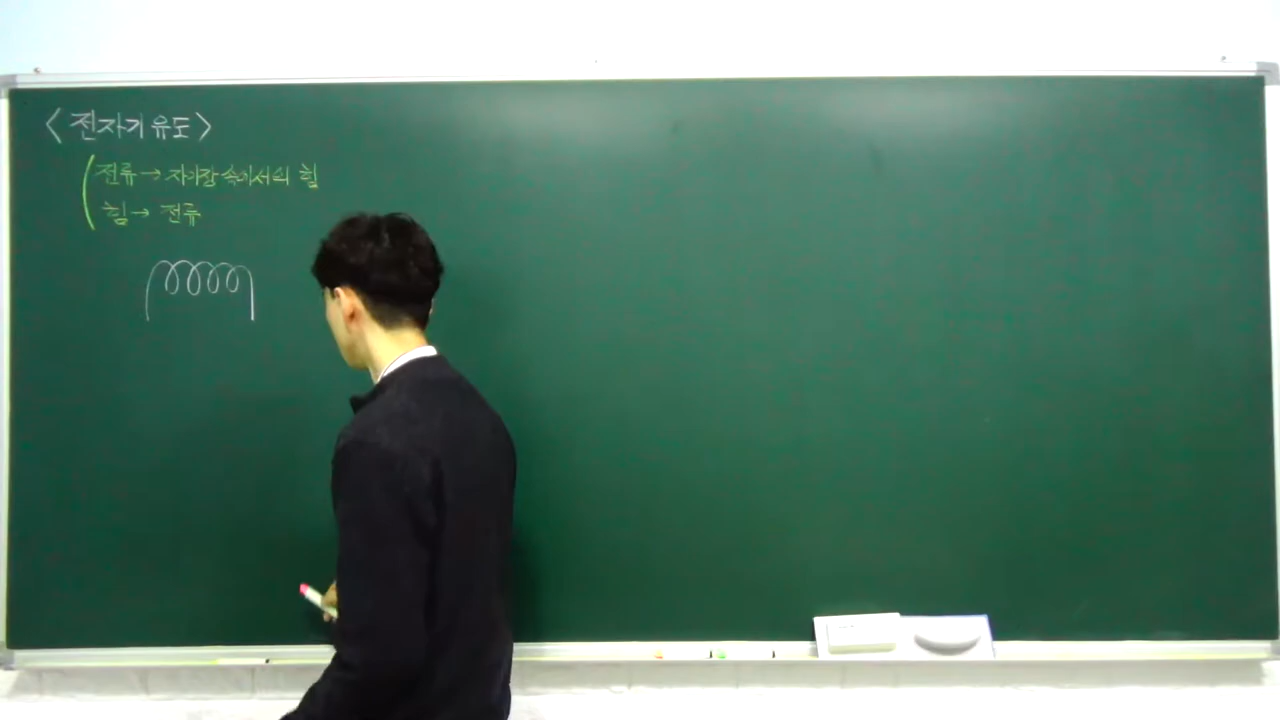 <전자기 유도>
전류 → 자기장 속에서의 힘
힘 → 전류